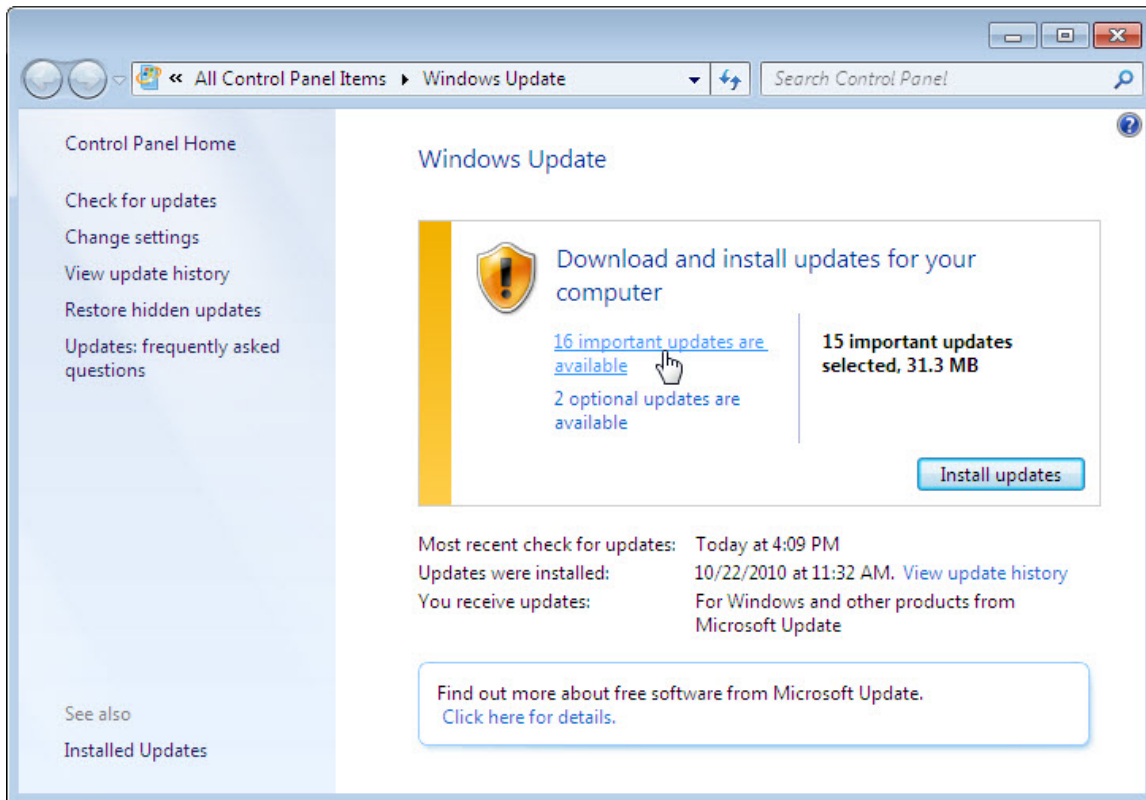 « All Control Panel Items ▸ Windows Update
Search Control Panel
Control Panel Home
Check for updates
Change settings
View update history
Restore hidden updates
Updates: frequently asked
questions
See also
Installed Updates
Windows Update
Download and install updates for your
computer
16 important updates are
available
2 optional updates are
available
15 important updates
selected, 31.3 MB
Install updates
Most recent check for updates: Today at 4:09 PM
Updates were installed: 10/22/2010 at 11:32 AM. View update history
You receive updates: For Windows and other products from
Microsoft Update
Find out more about free software from Microsoft Update.
Click here for details.